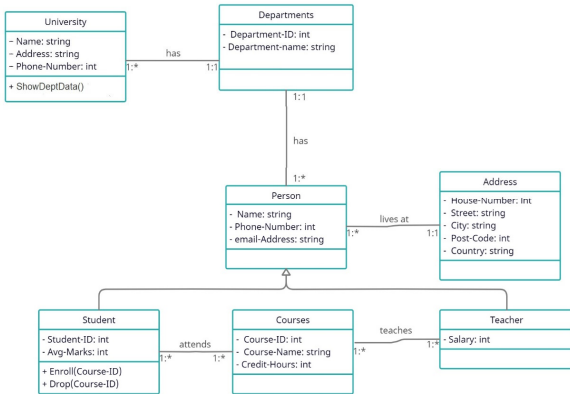 University
– Name: string
– Address: string
– Phone-Number: int
+ ShowDeptData()
has
1:*
1:1
Departments
- Department-ID: int
- Department-name: string
1:1
has
1:*
Person
- Name: string
- Phone-Number: int
- email-Address: string
lives at
1:*
1:1
Address
- House-Number: Int
- Street: string
- City: string
- Post-Code: int
- Country: string
Student
- Student-ID: int
- Avg-Marks: int
+ Enroll(Course-ID)
+ Drop(Course-ID)
attends
1:*
1:*
Courses
- Course-ID: int
- Course-Name: string
- Credit-Hours: int
teaches
1:*
1:*
Teacher
- Salary: int